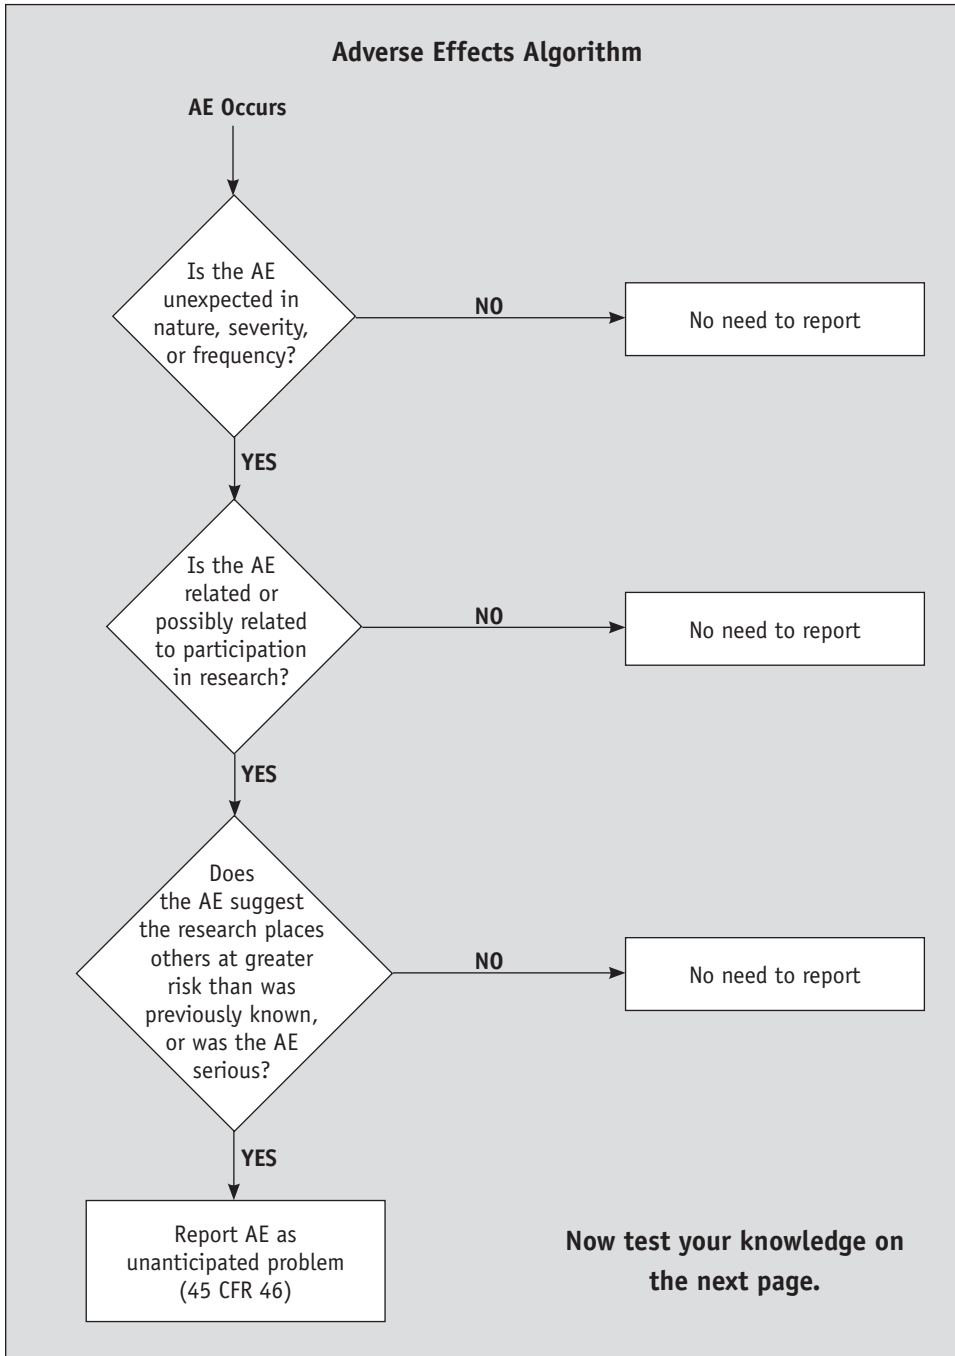 Adverse Effects Algorithm
AE Occurs
Is the AE
unexpected in
nature, severity,
or frequency?
NO
No need to report
YES
Is the AE
related or
possibly related
to participation
in research?
NO
No need to report
YES
Does
the AE suggest
the research places
others at greater
risk than was
previously known,
or was the AE
serious?
NO
No need to report
YES
Report AE as
unanticipated problem
(45 CFR 46)
Now test your knowledge on
the next page.